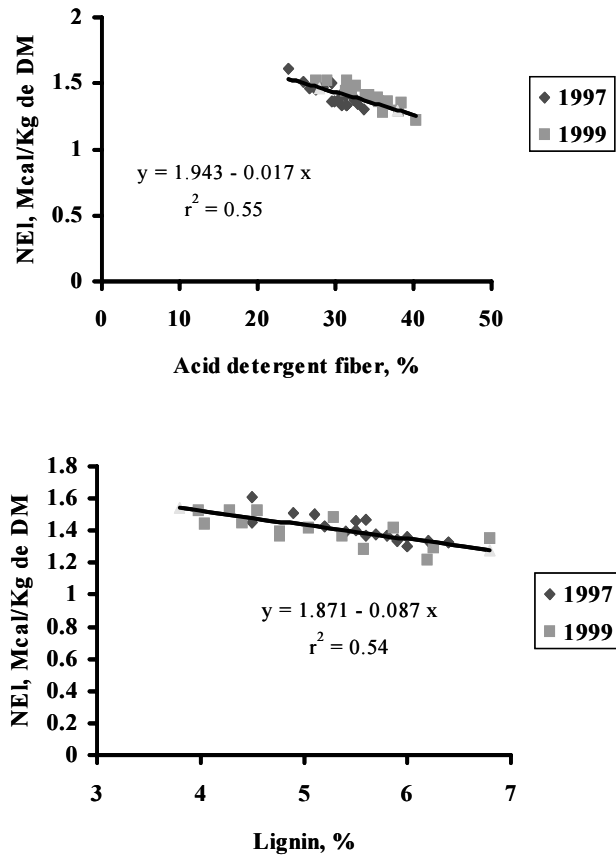 2
1.5
1
0.5
0
NEl, Mcal/Kg de DM
y = 1.943 - 0.017 x
r² = 0.55
0 10 20 30 40 50
Acid detergent fiber, %
1997
1999
1.8
1.6
1.4
1.2
1
0.8
0.6
0.4
0.2
0
NEl, Mcal/Kg de DM
y = 1.871 - 0.087 x
r² = 0.54
3 4 5 6 7
Lignin, %
1997
1999